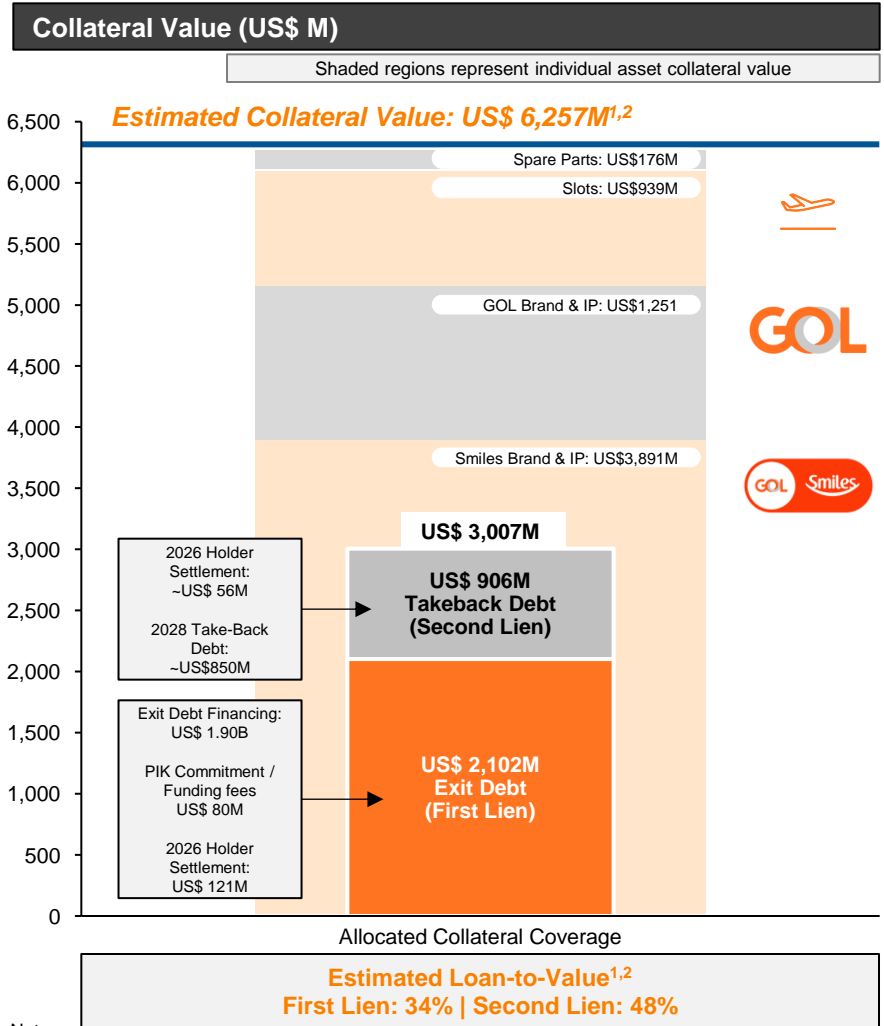 Collateral Value (US$ M)
Shaded regions represent individual asset collateral value
Estimated Collateral Value: US$ 6,257M1,2
6,500
6,000
5,500
5,000
4,500
4,000
3,500
3,000
2,500
2,000
1,500
1,000
500
0
Spare Parts: US$176M
Slots: US$939M
GOL Brand & IP: US$1,251
GOL
Smiles Brand & IP: US$3,891M
GOL Smiles
US$ 3,007M
2026 Holder
Settlement:
~US$ 56M
2028 Take-Back
Debt:
~US$850M
US$ 906M
Takeback Debt
(Second Lien)
Exit Debt Financing:
US$ 1.90B
PIK Commitment /
Funding fees
US$ 80M
2026 Holder
Settlement:
US$ 121M
US$ 2,102M
Exit Debt
(First Lien)
Allocated Collateral Coverage
Estimated Loan-to-Value1,2
First Lien: 34% | Second Lien: 48%